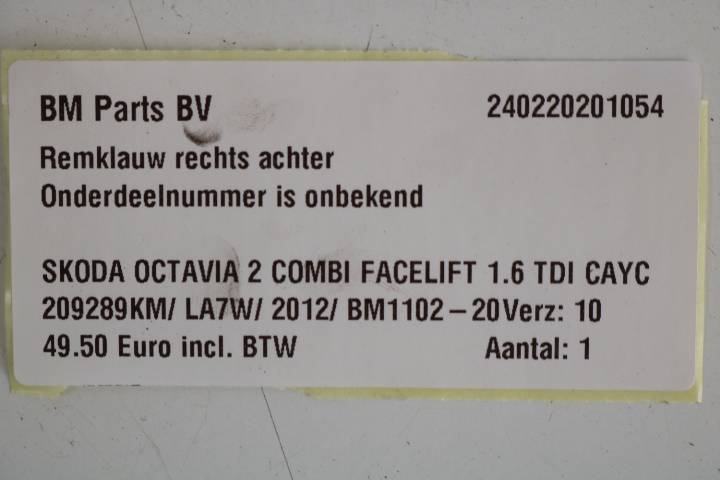 BM Parts BV 240220201054
Remklauw rechts achter
Onderdeelnummer is onbekend
SKODA OCTAVIA 2 COMBI FACELIFT 1.6 TDI CAYC
209289KM/ LA7W/ 2012/ BM1102-20Verz: 10
49.50 Euro incl. BTW Aantal: 1